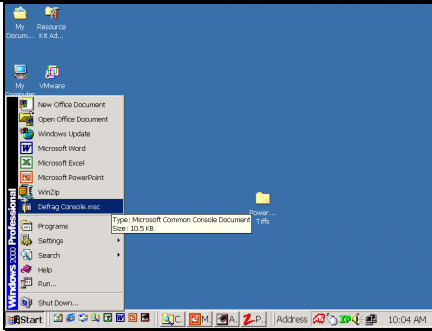 My
Docum...
Resource
Kit Ad...
My
Computer
VMware
New Office Document
Open Office Document
Windows Update
Microsoft Word
Microsoft Excel
Microsoft PowerPoint
WinZip
Defrag Console.msc
Type: Microsoft Common Console Document
Size: 10.5 KB
Power...
Tiffs
Programs
Settings
Search
Help
Run...
Shut Down...
Windows 2000 Professional
Start C. M. A. P... Address 10:04 AM